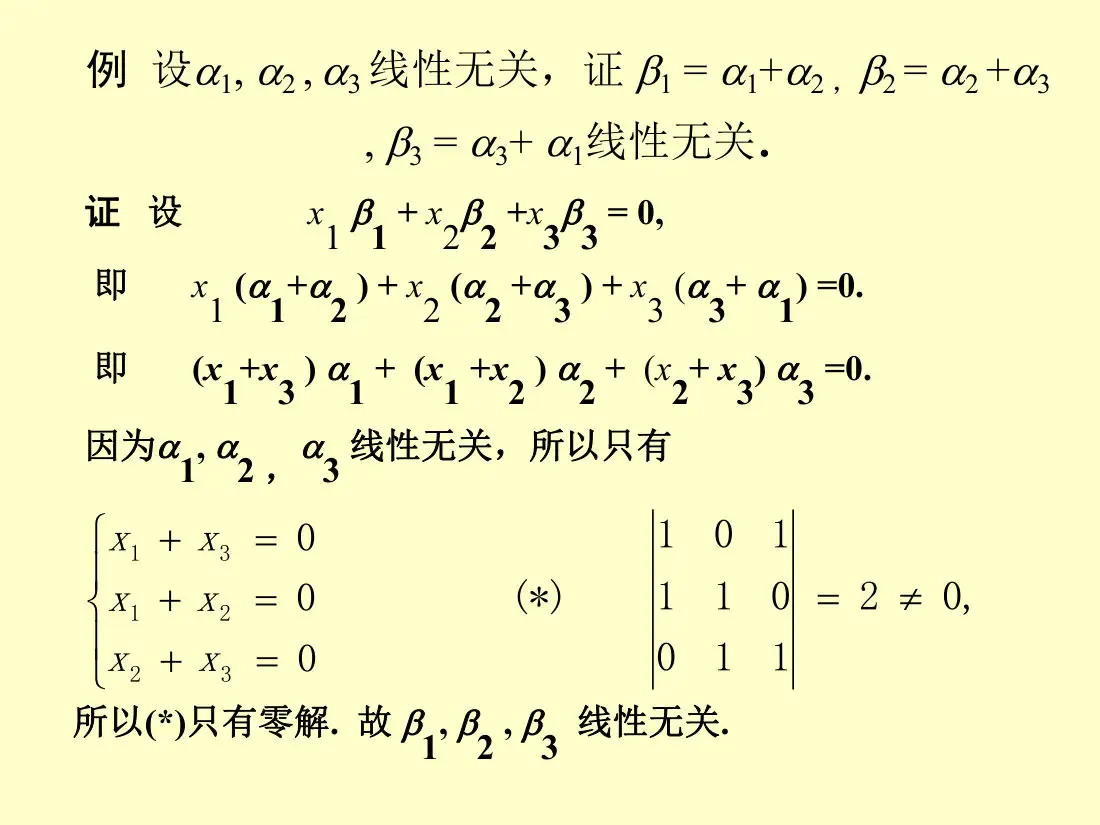 例 设α1, α2 , α3 线性无关，证 β1 = α1+α2 , β2 = α2 +α3
, β3 = α3+ α1线性无关.
证 设 x1 β1 + x2β2 +x3β3 = 0,
即 x1 (α1+α2 ) + x2 (α2 +α3 ) + x3 (α3+ α1) =0.
即 (x1+x3 ) α1 + (x1 +x2 ) α2 + (x2+ x3) α3 =0.
因为α1, α2 , α3 线性无关，所以只有
x1 + x3 = 0
x1 + x2 = 0
x2 + x3 = 0
(*)
1 0 1
1 1 0 = 2 ≠ 0,
0 1 1
所以(*)只有零解. 故 β1, β2 , β3 线性无关.